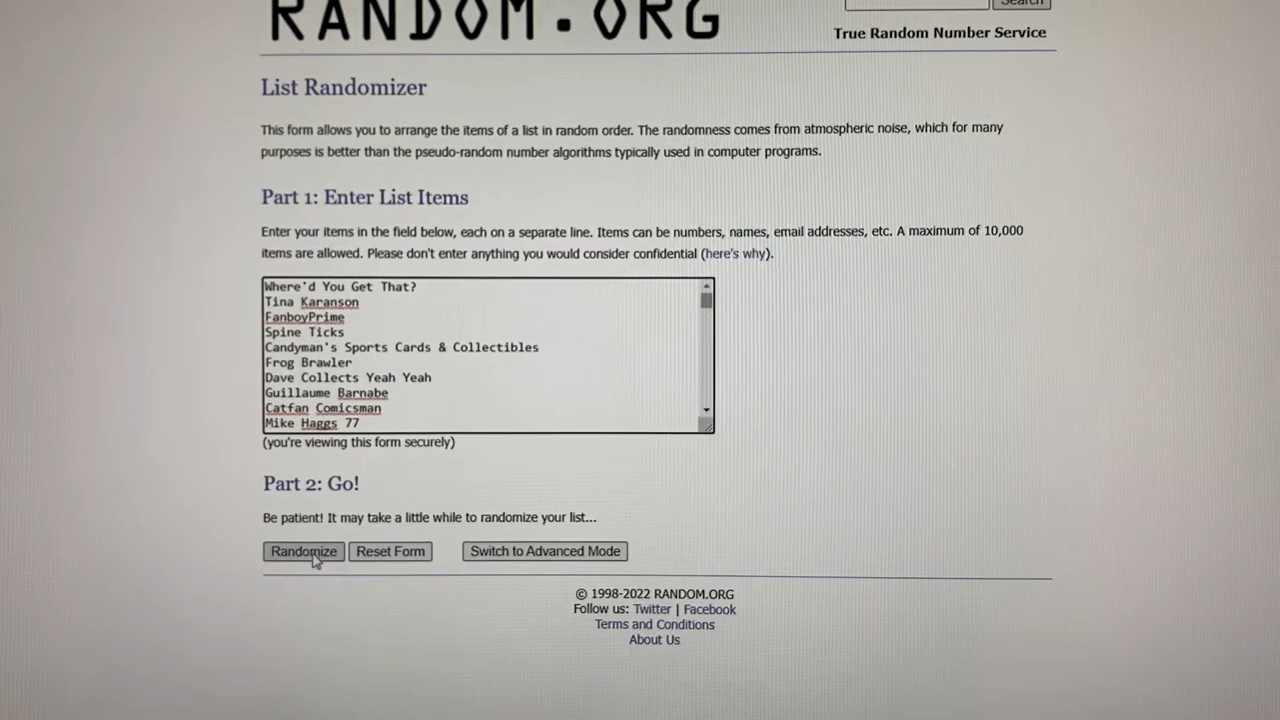 RANDOM.ORG
Search
True Random Number Service
List Randomizer
This form allows you to arrange the items of a list in random order. The randomness comes from atmospheric noise, which for many
purposes is better than the pseudo-random number algorithms typically used in computer programs.
Part 1: Enter List Items
Enter your items in the field below, each on a separate line. Items can be numbers, names, email addresses, etc. A maximum of 10,000
items are allowed. Please don't enter anything you would consider confidential (here's why).
Where'd You Get That?
Tina Karanson
FanboyPrime
Spine Ticks
Candyman's Sports Cards & Collectibles
Frog Brawler
Dave Collects Yeah Yeah
Guillaume Barnabe
Catfan Comicsman
Mike Haggs 77
(you're viewing this form securely)
Part 2: Go!
Be patient! It may take a little while to randomize your list...
Randomize Reset Form Switch to Advanced Mode
© 1998-2022 RANDOM.ORG
Follow us: Twitter | Facebook
Terms and Conditions
About Us